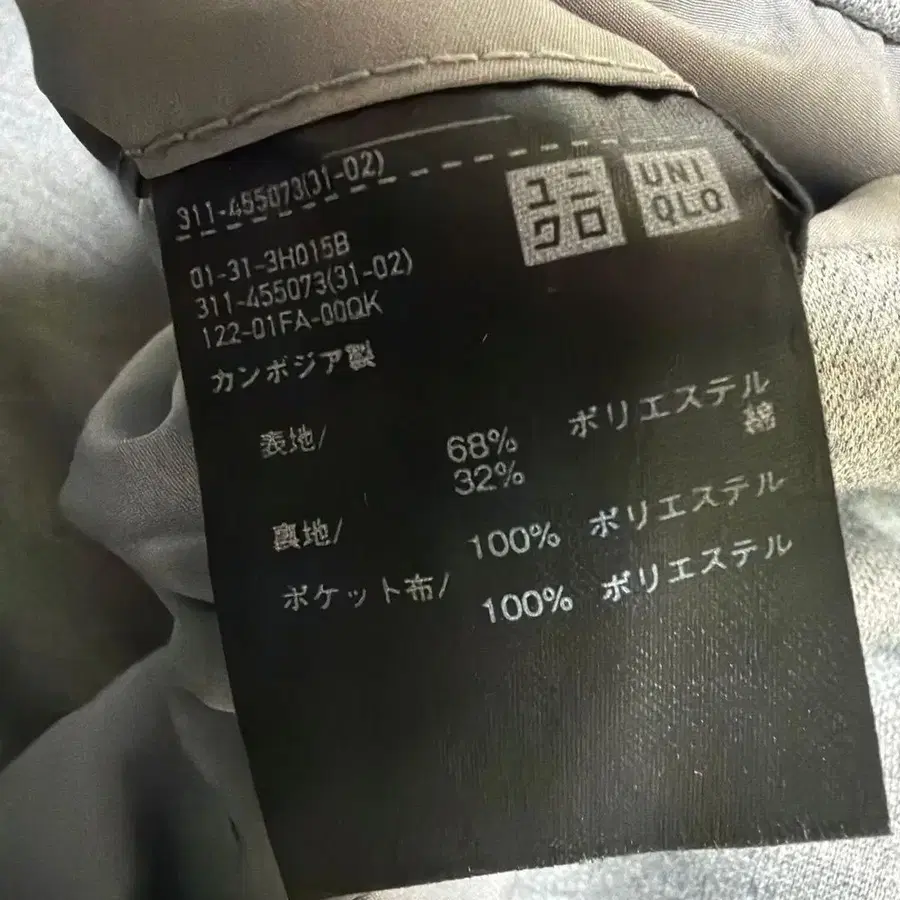 311-455073(31-02)
ユニ
クロ
UNI
QLO
01-31-3H015B
311-455073(31-02)
122-01FA-00QK
カンボジア製
表地/ 68% ポリエステル
32% 綿
裏地/ 100% ポリエステル
ポケット布/ 100% ポリエステル